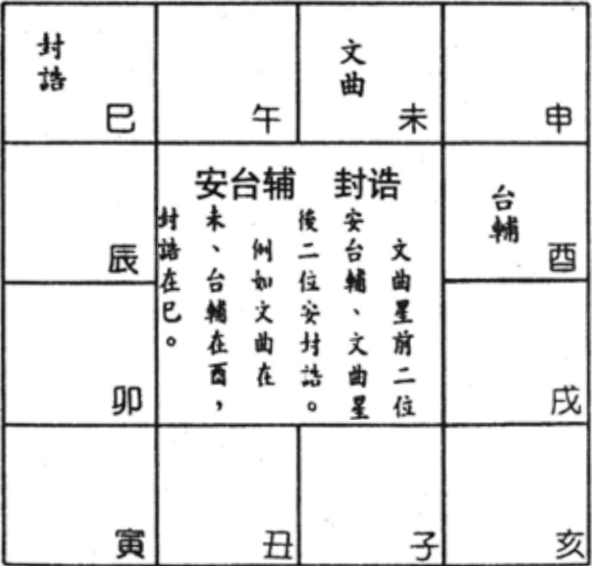 封誥
巳
午
文曲
未
申
安台辅 封诰
文曲星前二位
安台輔、文曲星
後二位安封誥。
例如文曲在
未、台輔在酉，
封誥在巳。
辰
台輔
酉
卯
戌
寅
丑
子
亥